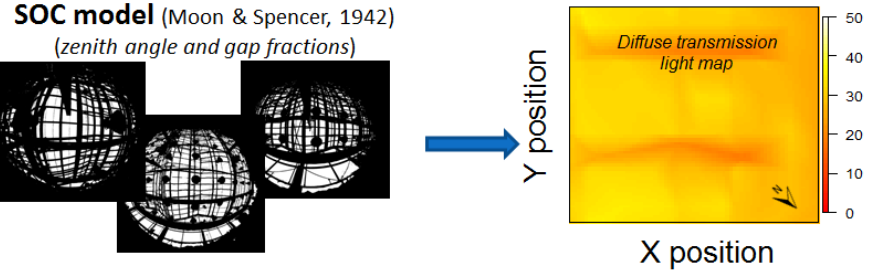 SOC model (Moon & Spencer, 1942)
(zenith angle and gap fractions)
Diffuse transmission
light map
Y position
X position
50
40
30
20
10
0
N